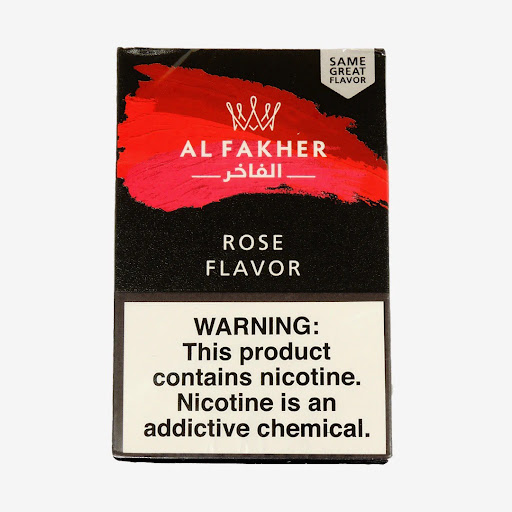 SAME
GREAT
FLAVOR
AL FAKHER
الفاخر
ROSE
FLAVOR
WARNING:
This product
contains nicotine.
Nicotine is an
addictive chemical.